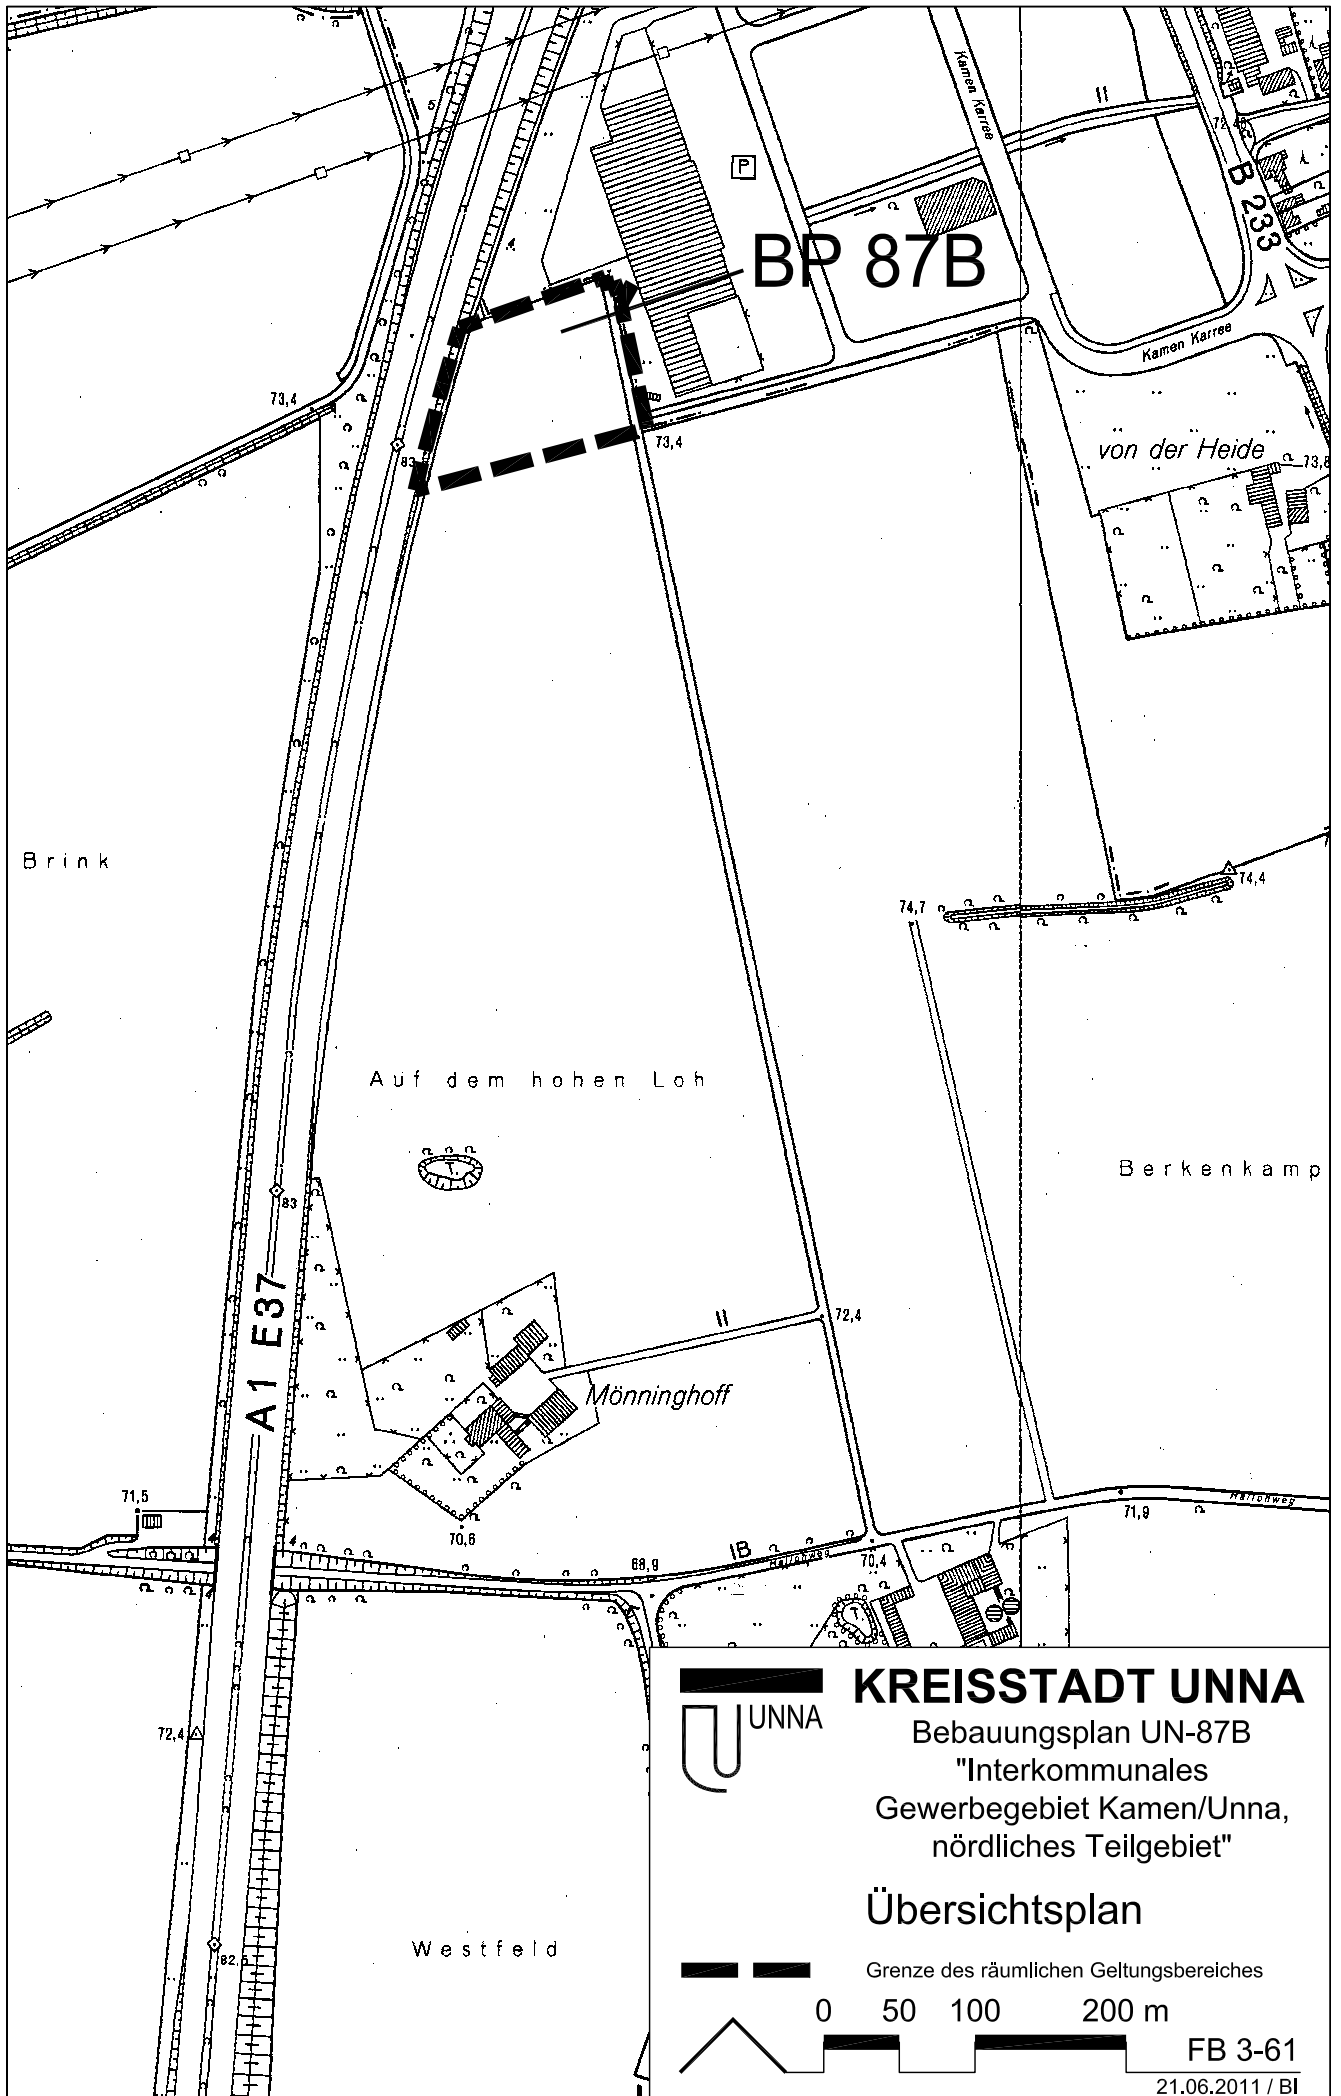 Kamen Karree
II
72,4
P
B 233
BP 87B
Kamen Karree
73,4
83
73,4
von der Heide
73,8
Brink
74,4
74,7
Auf dem hohen Loh
T
Berkenkamp
83
A1 E37
II
72,4
Mönninghoff
71,5
70,6
71,9
68,9
IB
70,4
T
72,4
82,5
Westfeld
UNNA
KREISSTADT UNNA
Bebauungsplan UN-87B
"Interkommunales
Gewerbegebiet Kamen/Unna,
nördliches Teilgebiet"
Übersichtsplan
Grenze des räumlichen Geltungsbereiches
0 50 100 200 m
FB 3-61
21.06.2011 / Bl